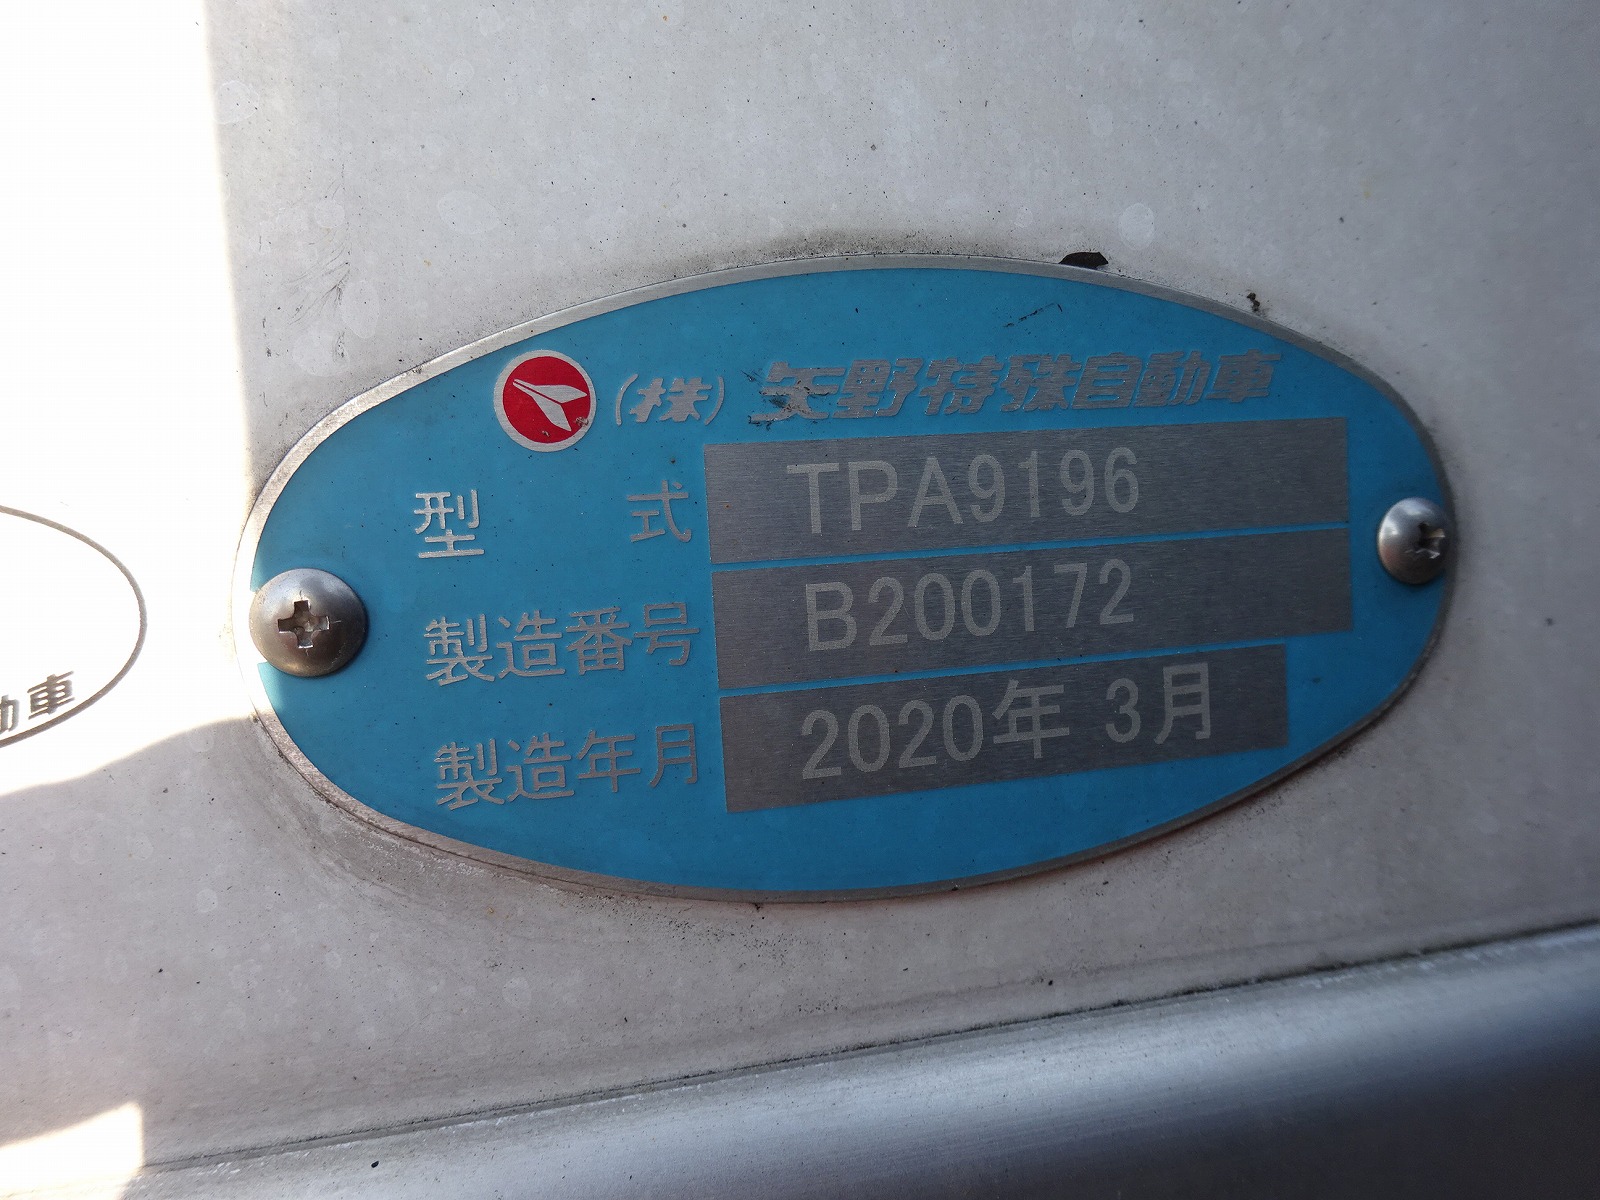 (株) 矢野特殊自動車
型式 TPA9196
製造番号 B200172
製造年月 2020年 3月
動車